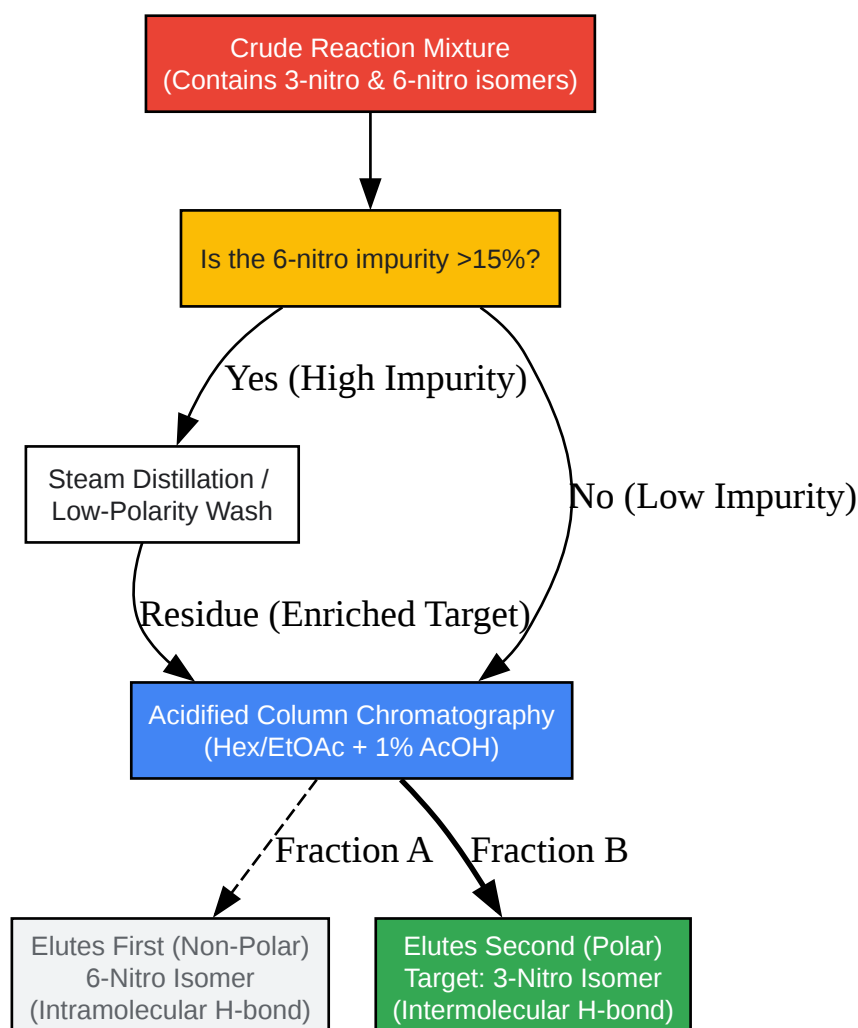 Crude Reaction Mixture
(Contains 3-nitro & 6-nitro isomers)
Is the 6-nitro impurity >15%?
Yes (High Impurity)
Steam Distillation /
Low-Polarity Wash
No (Low Impurity)
Residue (Enriched Target)
Acidified Column Chromatography
(Hex/EtOAc + 1% AcOH)
Fraction A
Fraction B
Elutes First (Non-Polar)
6-Nitro Isomer
(Intramolecular H-bond)
Elutes Second (Polar)
Target: 3-Nitro Isomer
(Intermolecular H-bond)